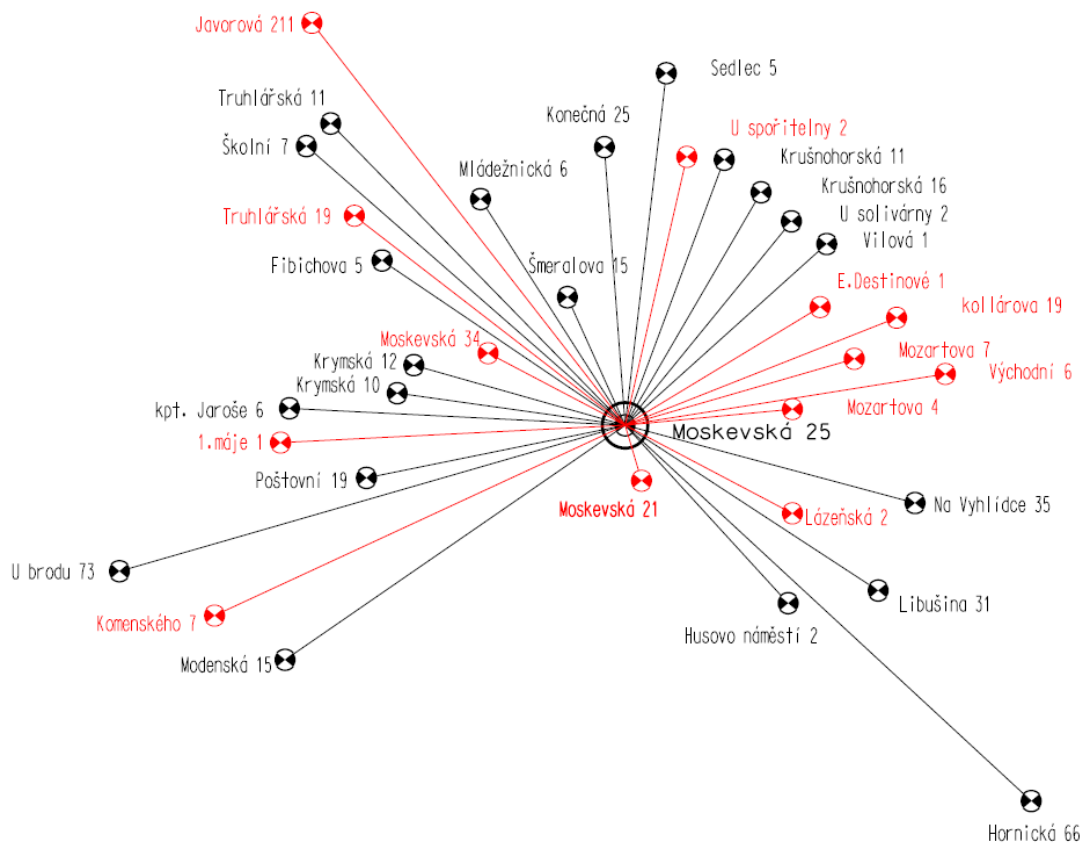 Javorová 211
Sedlec 5
Truhlářská 11
Konečná 25
U spořitelny 2
Školní 7
Krušnohorská 11
Mládežnická 6
Krušnohorská 16
Truhlářská 19
U solivárny 2
Vilová 1
Fibichova 5
Šmeralova 15
E.Destinové 1
kollárova 19
Moskevská 34
Mozartova 7
Krymská 12
Východní 6
Krymská 10
kpt. Jaroše 6
Mozartova 4
Moskevská 25
1.máje 1
Poštovní 19
Moskevská 21
Na Vyhlídce 35
Lázeňská 2
U brodu 73
Libušina 31
Komenského 7
Husovo náměstí 2
Modenská 15
Hornická 66